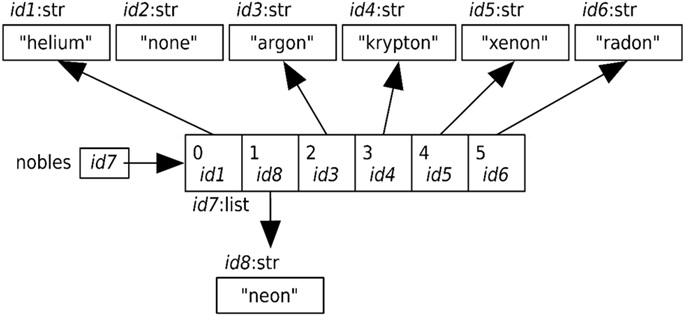 id1:str id2:str id3:str id4:str id5:str id6:str
"helium" "none" "argon" "krypton" "xenon" "radon"
0 1 2 3 4 5
nobles id7 id1 id8 id3 id4 id5 id6
id7:list
id8:str
"neon"